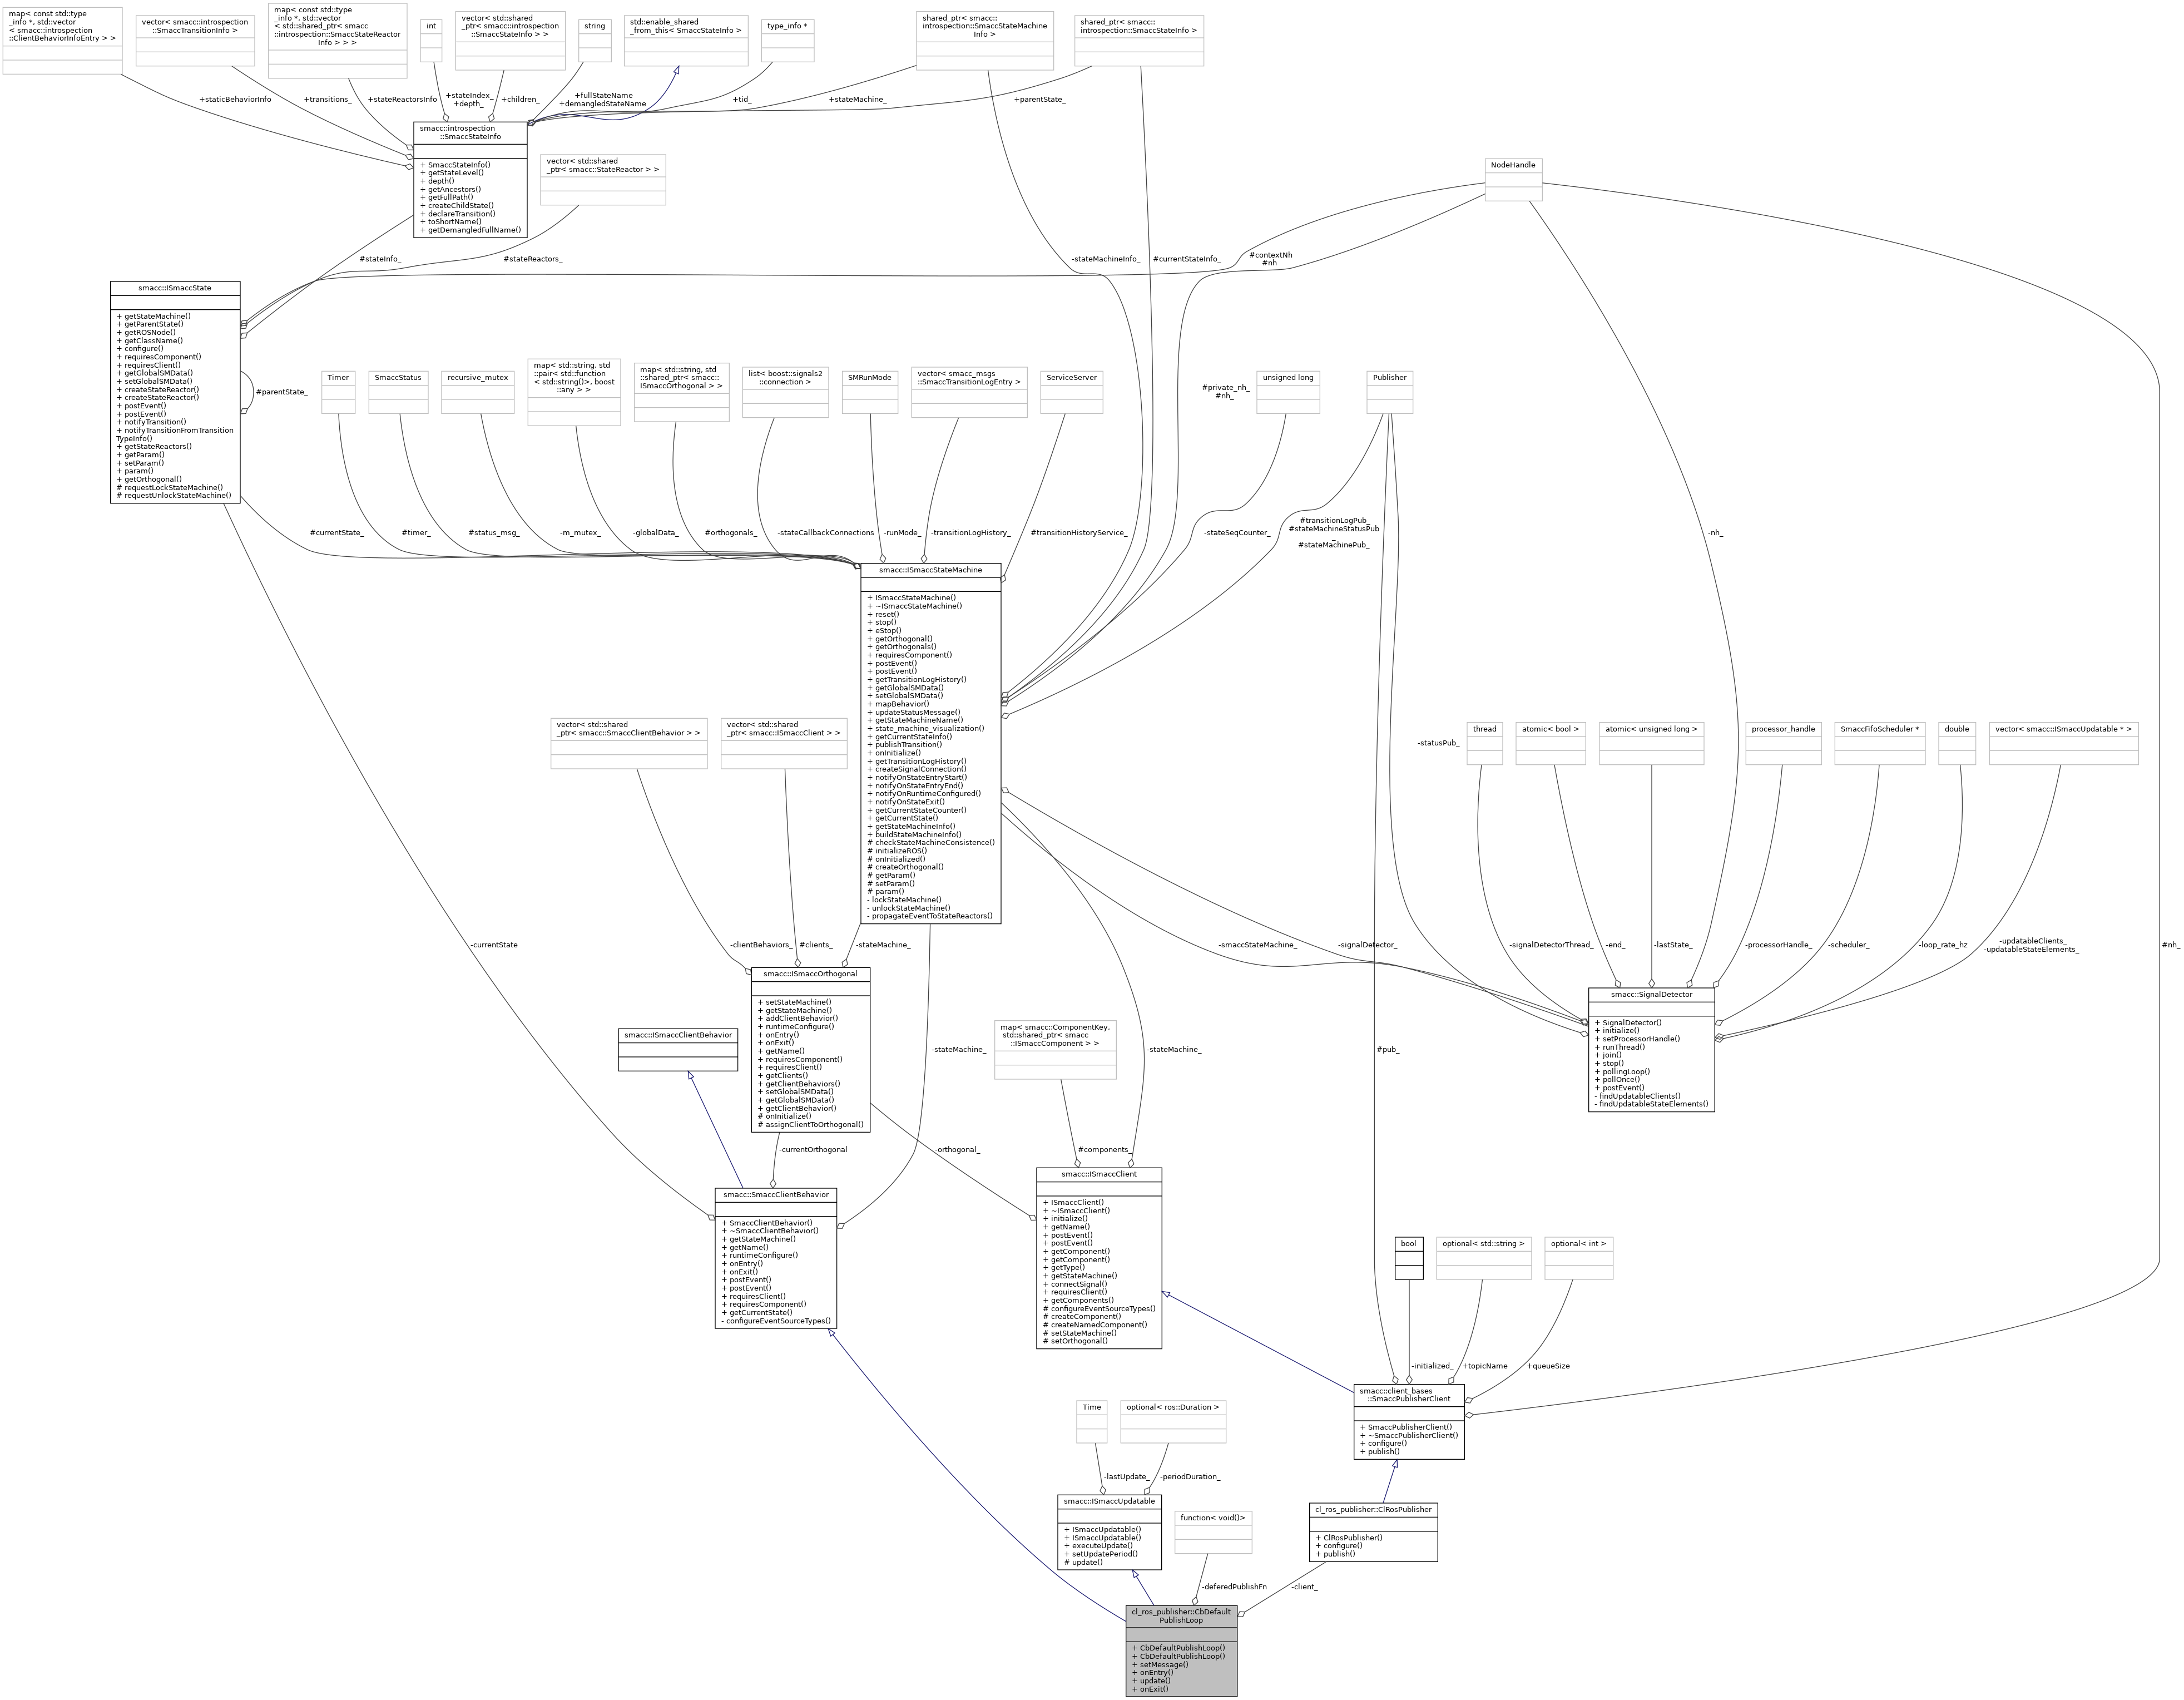 map< const std::type
_info *, std::vector
< smacc::introspection
::ClientBehaviorInfoEntry > >
vector< smacc::introspection
::SmaccTransitionInfo >
map< const std::type
_info *, std::vector
< std::shared_ptr< smacc
::introspection::SmaccStateReactor
Info > > >
int
vector< std::shared
_ptr< smacc::introspection
::SmaccStateInfo > >
string
std::enable_shared
_from_this< SmaccStateInfo >
type_info *
shared_ptr< smacc::
introspection::SmaccStateMachine
Info >
shared_ptr< smacc::
introspection::SmaccStateInfo >
+staticBehaviorInfo
+transitions_
+stateReactorsInfo
+stateIndex_
+depth_
+children_
+fullStateName
+demangledStateName
+tid_
+stateMachine_
+parentState_
smacc::introspection
::SmaccStateInfo
+ SmaccStateInfo()
+ getStateLevel()
+ depth()
+ getAncestors()
+ getFullPath()
+ createChildState()
+ declareTransition()
+ toShortName()
+ getDemangledFullName()
vector< std::shared
_ptr< smacc::StateReactor > >
NodeHandle
#stateInfo_
#stateReactors_
-stateMachineInfo_
#currentStateInfo_
#contextNh
#nh
smacc::ISmaccState
+ getStateMachine()
+ getParentState()
+ getROSNode()
+ getClassName()
+ configure()
+ requiresComponent()
+ requiresClient()
+ getGlobalSMData()
+ setGlobalSMData()
+ createStateReactor()
+ createStateReactor()
+ postEvent()
+ postEvent()
+ notifyTransition()
+ notifyTransitionFromTransition
TypeInfo()
+ getStateReactors()
+ getParam()
+ setParam()
+ param()
+ getOrthogonal()
# requestLockStateMachine()
# requestUnlockStateMachine()
#parentState_
Timer
SmaccStatus
recursive_mutex
map< std::string, std
::pair< std::function
< std::string()>, boost
::any > >
map< std::string, std
::shared_ptr< smacc::
ISmaccOrthogonal > >
list< boost::signals2
::connection >
SMRunMode
vector< smacc_msgs
::SmaccTransitionLogEntry >
ServiceServer
#private_nh_
#nh_
unsigned long
Publisher
#currentState_
#timer_
#status_msg_
-m_mutex_
-globalData_
#orthogonals_
-stateCallbackConnections
-runMode_
-transitionLogHistory_
#transitionHistoryService_
-stateSeqCounter_
#transitionLogPub_
#stateMachineStatusPub
_
#stateMachinePub_
-nh_
smacc::ISmaccStateMachine
+ ISmaccStateMachine()
+ ~ISmaccStateMachine()
+ reset()
+ stop()
+ eStop()
+ getOrthogonal()
+ getOrthogonals()
+ requiresComponent()
+ postEvent()
+ postEvent()
+ getTransitionLogHistory()
+ getGlobalSMData()
+ setGlobalSMData()
+ mapBehavior()
+ updateStatusMessage()
+ getStateMachineName()
+ state_machine_visualization()
+ getCurrentStateInfo()
+ publishTransition()
+ onInitialize()
+ getTransitionLogHistory()
+ createSignalConnection()
+ notifyOnStateEntryStart()
+ notifyOnStateEntryEnd()
+ notifyOnRuntimeConfigured()
+ notifyOnStateExit()
+ getCurrentStateCounter()
+ getCurrentState()
+ getStateMachineInfo()
+ buildStateMachineInfo()
# checkStateMachineConsistence()
# initializeROS()
# onInitialized()
# createOrthogonal()
# getParam()
# setParam()
# param()
- lockStateMachine()
- unlockStateMachine()
- propagateEventToStateReactors()
vector< std::shared
_ptr< smacc::SmaccClientBehavior > >
vector< std::shared
_ptr< smacc::ISmaccClient > >
-statusPub_
thread
atomic< bool >
atomic< unsigned long >
processor_handle
SmaccFifoScheduler *
double
vector< smacc::ISmaccUpdatable * >
-currentState
-clientBehaviors_
#clients_
-stateMachine_
-smaccStateMachine_
-signalDetector_
-signalDetectorThread_
-end_
-lastState_
-processorHandle_
-scheduler_
-loop_rate_hz
-updatableClients_
-updatableStateElements_
#nh_
smacc::ISmaccOrthogonal
+ setStateMachine()
+ getStateMachine()
+ addClientBehavior()
+ runtimeConfigure()
+ onEntry()
+ onExit()
+ getName()
+ requiresComponent()
+ requiresClient()
+ getClients()
+ getClientBehaviors()
+ setGlobalSMData()
+ getGlobalSMData()
+ getClientBehavior()
# onInitialize()
# assignClientToOrthogonal()
smacc::SignalDetector
+ SignalDetector()
+ initialize()
+ setProcessorHandle()
+ runThread()
+ join()
+ stop()
+ pollingLoop()
+ pollOnce()
+ postEvent()
- findUpdatableClients()
- findUpdatableStateElements()
smacc::ISmaccClientBehavior
map< smacc::ComponentKey,
std::shared_ptr< smacc
::ISmaccComponent > >
-stateMachine_
-stateMachine_
#pub_
-currentOrthogonal
-orthogonal_
#components_
smacc::SmaccClientBehavior
+ SmaccClientBehavior()
+ ~SmaccClientBehavior()
+ getStateMachine()
+ getName()
+ runtimeConfigure()
+ onEntry()
+ onExit()
+ postEvent()
+ postEvent()
+ requiresClient()
+ requiresComponent()
+ getCurrentState()
- configureEventSourceTypes()
smacc::ISmaccClient
+ ISmaccClient()
+ ~ISmaccClient()
+ initialize()
+ getName()
+ postEvent()
+ postEvent()
+ getComponent()
+ getComponent()
+ getType()
+ getStateMachine()
+ connectSignal()
+ requiresClient()
+ getComponents()
# configureEventSourceTypes()
# createComponent()
# createNamedComponent()
# setStateMachine()
# setOrthogonal()
bool
optional< std::string >
optional< int >
-initialized_
+topicName
+queueSize
smacc::client_bases
::SmaccPublisherClient
+ SmaccPublisherClient()
+ ~SmaccPublisherClient()
+ configure()
+ publish()
Time
optional< ros::Duration >
-lastUpdate_
-periodDuration_
smacc::ISmaccUpdatable
+ ISmaccUpdatable()
+ ISmaccUpdatable()
+ executeUpdate()
+ setUpdatePeriod()
# update()
function< void()>
cl_ros_publisher::ClRosPublisher
+ ClRosPublisher()
+ configure()
+ publish()
-deferedPublishFn
-client_
cl_ros_publisher::CbDefault
PublishLoop
+ CbDefaultPublishLoop()
+ CbDefaultPublishLoop()
+ setMessage()
+ onEntry()
+ update()
+ onExit()